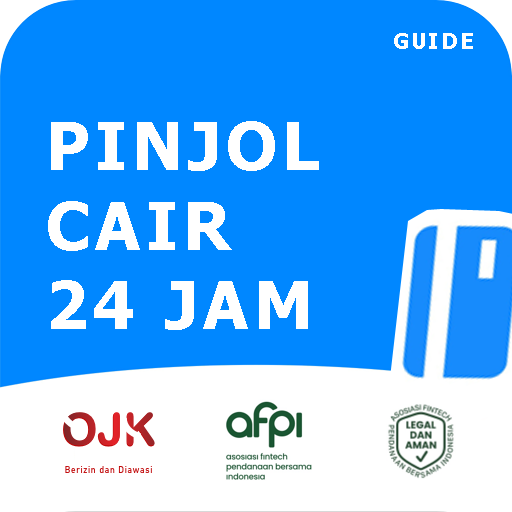 GUIDE
PINJOL
CAIR
24 JAM
OJK
Berizin dan Diawasi
afpi
asosiasi fintech
pendanaan bersama
indonesia
ASOSIASI FINTECH
LEGAL
DAN
AMAN
PENDANAAN BERSAMA INDONESIA